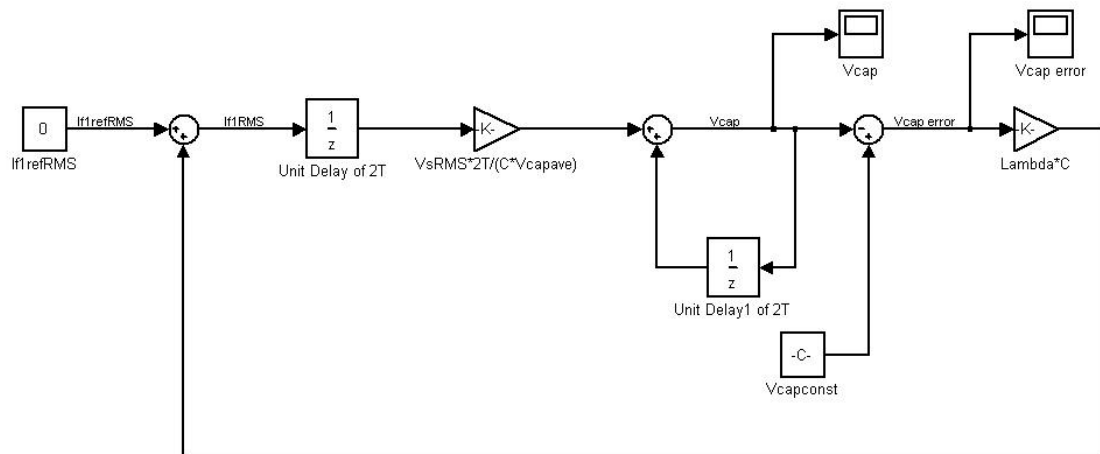 Vcap
Vcap error
0
If1refRMS
If1refRMS
If1RMS
1
z
Unit Delay of 2T
-K-
VsRMS*2T/(C*Vcapave)
Vcap
Vcap error
-K-
Lambda*C
1
z
Unit Delay1 of 2T
-C-
Vcapconst